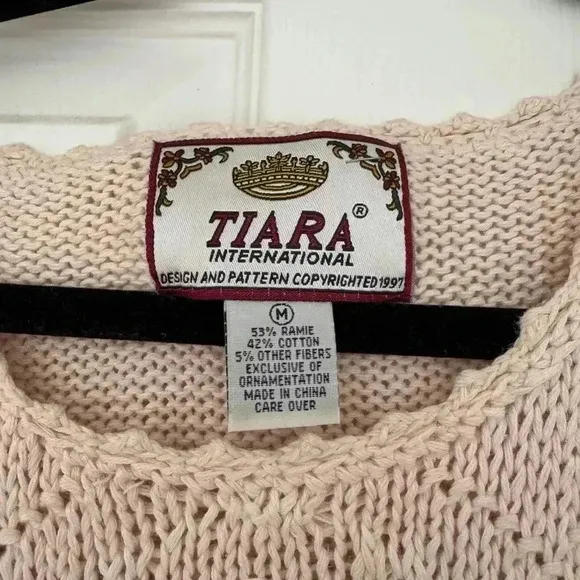 TIARA®
INTERNATIONAL
DESIGN AND PATTERN COPYRIGHTED 1997
M
53% RAMIE
42% COTTON
5% OTHER FIBERS
EXCLUSIVE OF
ORNAMENTATION
MADE IN CHINA
CARE OVER